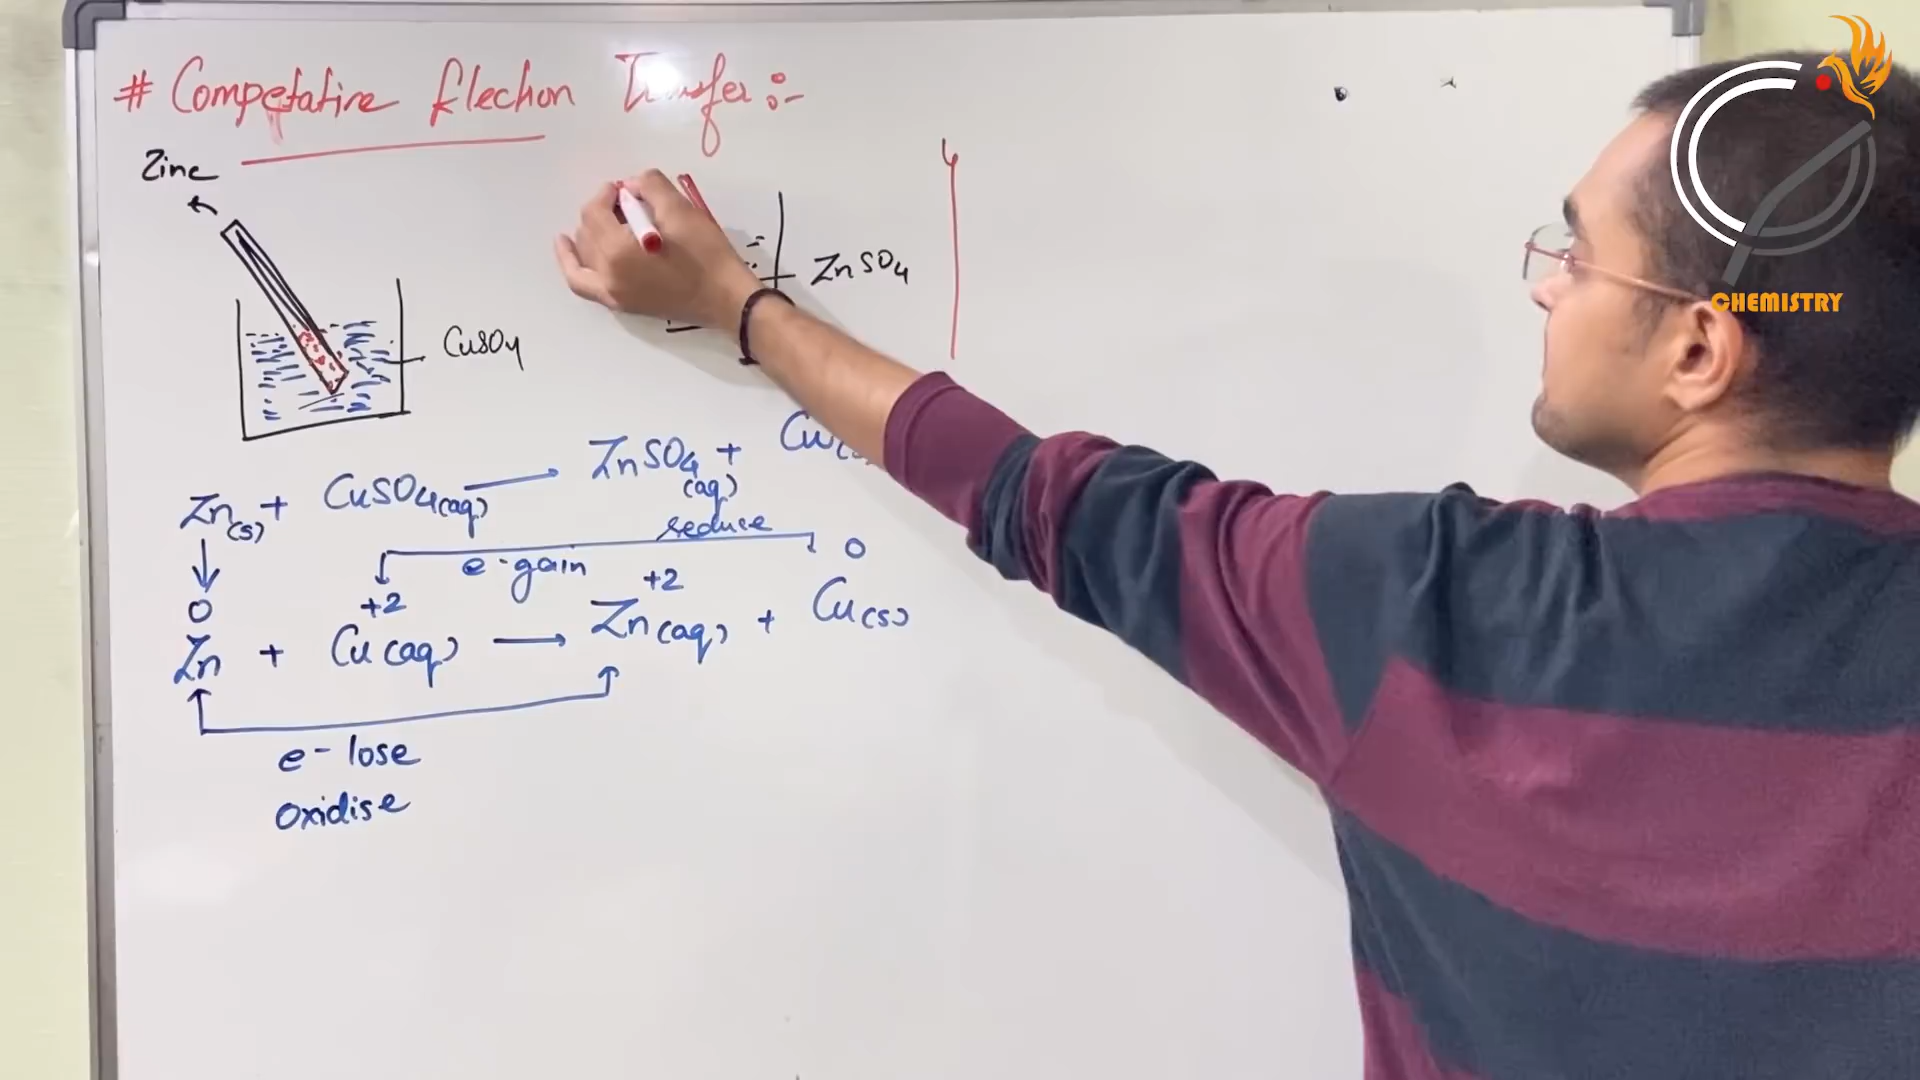 # Competative Electron Transfer :-
Zinc
ZnSO4
CuSO4
Zn(s) + CuSO4(aq) → ZnSO4(aq) + Cu
reduce
e- gain
0 +2 +2 0
Zn + Cu(aq) → Zn(aq) + Cu(s)
e- lose
Oxidise
CHEMISTRY